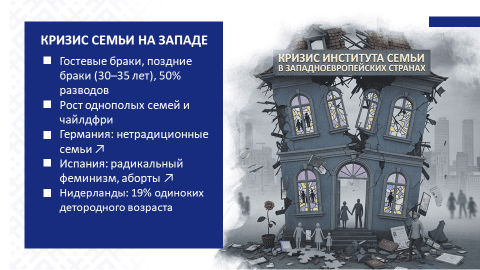 КРИЗИС СЕМЬИ НА ЗАПАДЕ
Гостевые браки, поздние
браки (30–35 лет), 50%
разводов
Рост однополых семей и
чайлдфри
Германия: нетрадиционные
семьи ↗
Испания: радикальный
феминизм, аборты ↗
Нидерланды: 19% одиноких
детородного возраста
КРИЗИС ИНСТИТУТА СЕМЬИ
В ЗАПАДНОЕВРОПЕЙСКИХ СТРАНАХ